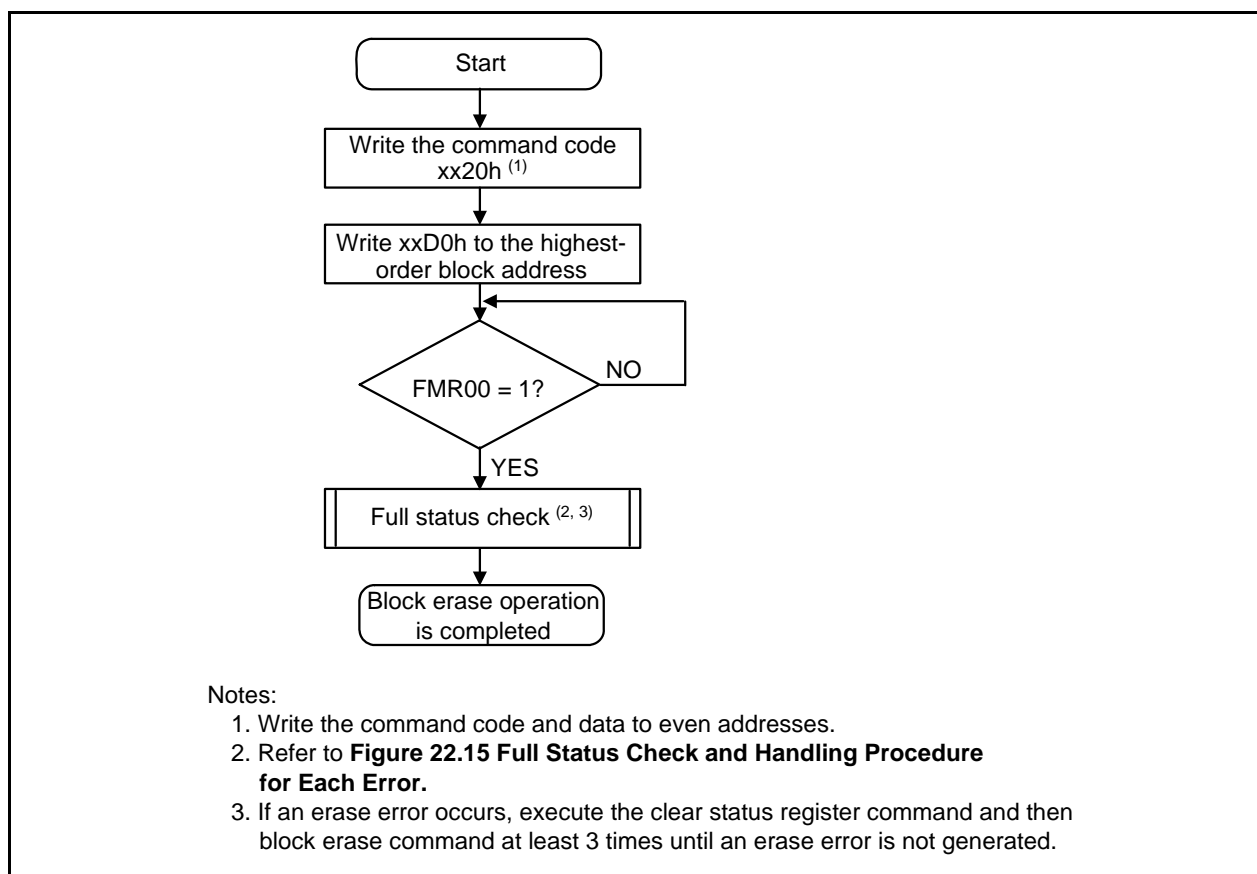 Start
Write the command code
xx20h (1)
Write xxD0h to the highest-
order block address
FMR00 = 1?
NO
YES
Full status check (2, 3)
Block erase operation
is completed
Notes:
1. Write the command code and data to even addresses.
2. Refer to Figure 22.15 Full Status Check and Handling Procedure
for Each Error.
3. If an erase error occurs, execute the clear status register command and then
block erase command at least 3 times until an erase error is not generated.